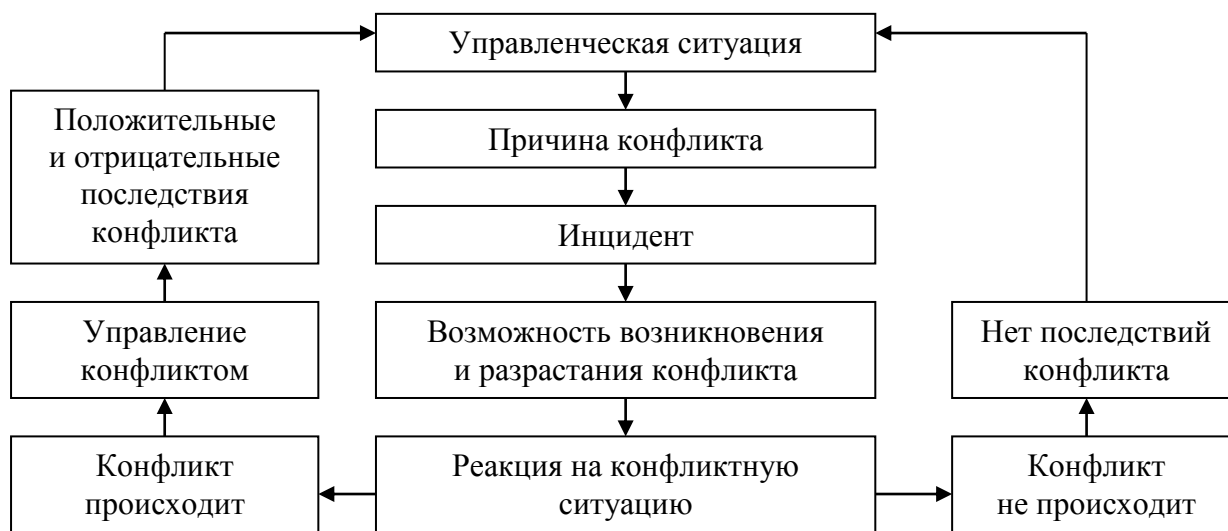 Управленческая ситуация
Положительные
и отрицательные
последствия
конфликта
Причина конфликта
Инцидент
Управление
конфликтом
Возможность возникновения
и разрастания конфликта
Нет последствий
конфликта
Конфликт
происходит
Реакция на конфликтную
ситуацию
Конфликт
не происходит